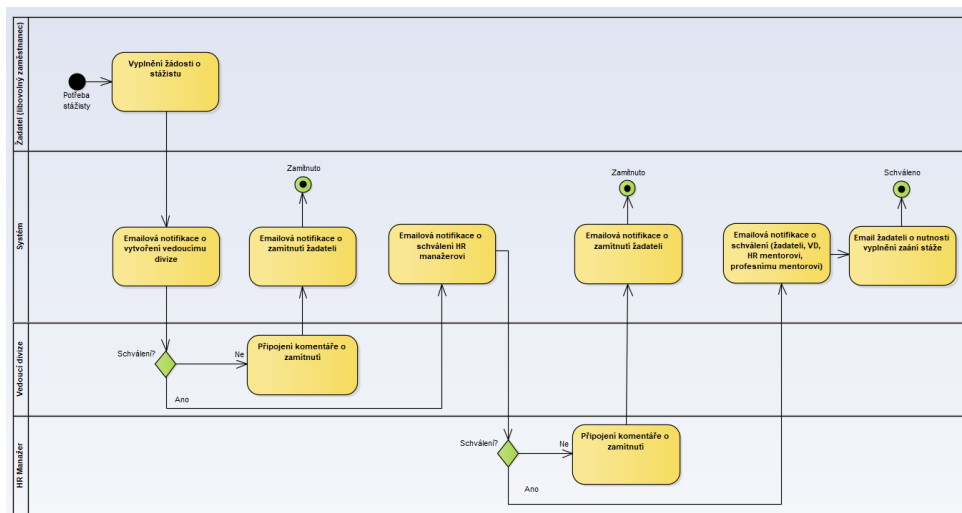 Žadatel (libovolný zaměstnanec)
Vyplnění žádosti o
stážistu
Potřeba
stážisty
Systém
Zamítnuto
Zamítnuto
Schváleno
Emailová notifikace o
vytvoření vedoucímu
divize
Emailová notifikace o
zamítnutí žadateli
Emailová notifikace o
schválení HR
manažerovi
Emailová notifikace o
zamítnutí žadateli
Emailová notifikace o
schválení (žadateli, VD,
HR mentorovi,
profesnímu mentorovi)
Email žadateli o nutnosti
vyplnění zaání stáže
Vedoucí divize
Schválení?
Ne
Připojení komentáře o
zamítnutí
Ano
HR Manažer
Schválení?
Ne
Připojení komentáře o
zamítnutí
Ano